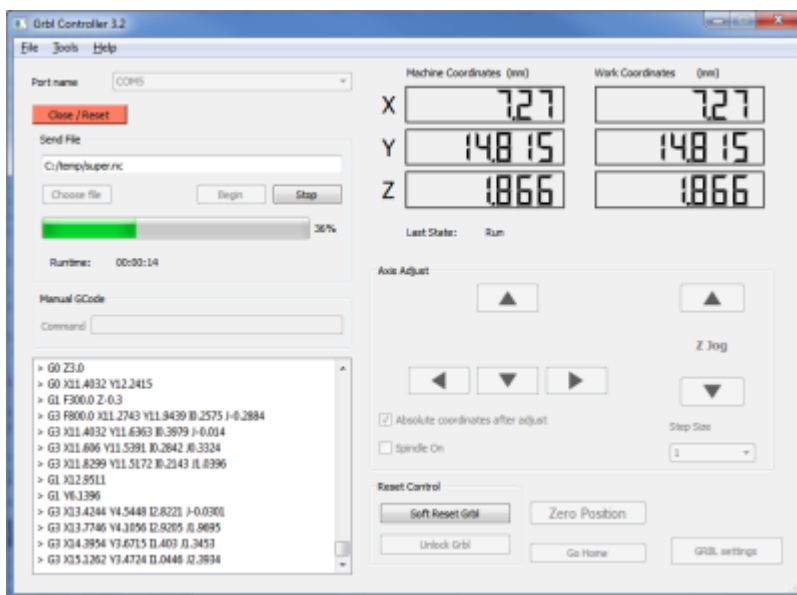 Grbl Controller 3.2
File Tools Help
Port name COM5
Close / Reset
Send File
C:/temp/super.nc
Choose file Begin Stop
36%
Runtime: 00:00:14
Manual GCode
Command
> G0 Z3.0
> G0 X11.4032 Y12.2415
> G1 F300.0 Z-0.3
> G3 F800.0 X11.2743 Y11.9439 I0.2575 J-0.2884
> G3 X11.4032 Y11.6363 I0.3979 J-0.014
> G3 X11.606 Y11.5391 I0.2842 J0.3324
> G3 X11.8299 Y11.5172 I0.2143 J1.0396
> G1 X12.9511
> G1 Y6.1396
> G3 X13.4244 Y4.5448 I2.8221 J-0.0301
> G3 X13.7746 Y4.1056 I2.9205 J1.9695
> G3 X14.3954 Y3.6715 I1.403 J1.3453
> G3 X15.1262 Y3.4724 I1.0446 J2.3934
Machine Coordinates (mm) Work Coordinates (mm)
X 7.27 7.27
Y 14.815 14.815
Z 1.866 1.866
Last State: Run
Axis Adjust
Z Jog
Absolute coordinates after adjust
Spindle On
Step Size
1
Reset Control
Soft Reset Grbl
Unlock Grbl
Zero Position
Go Home
GRBL settings